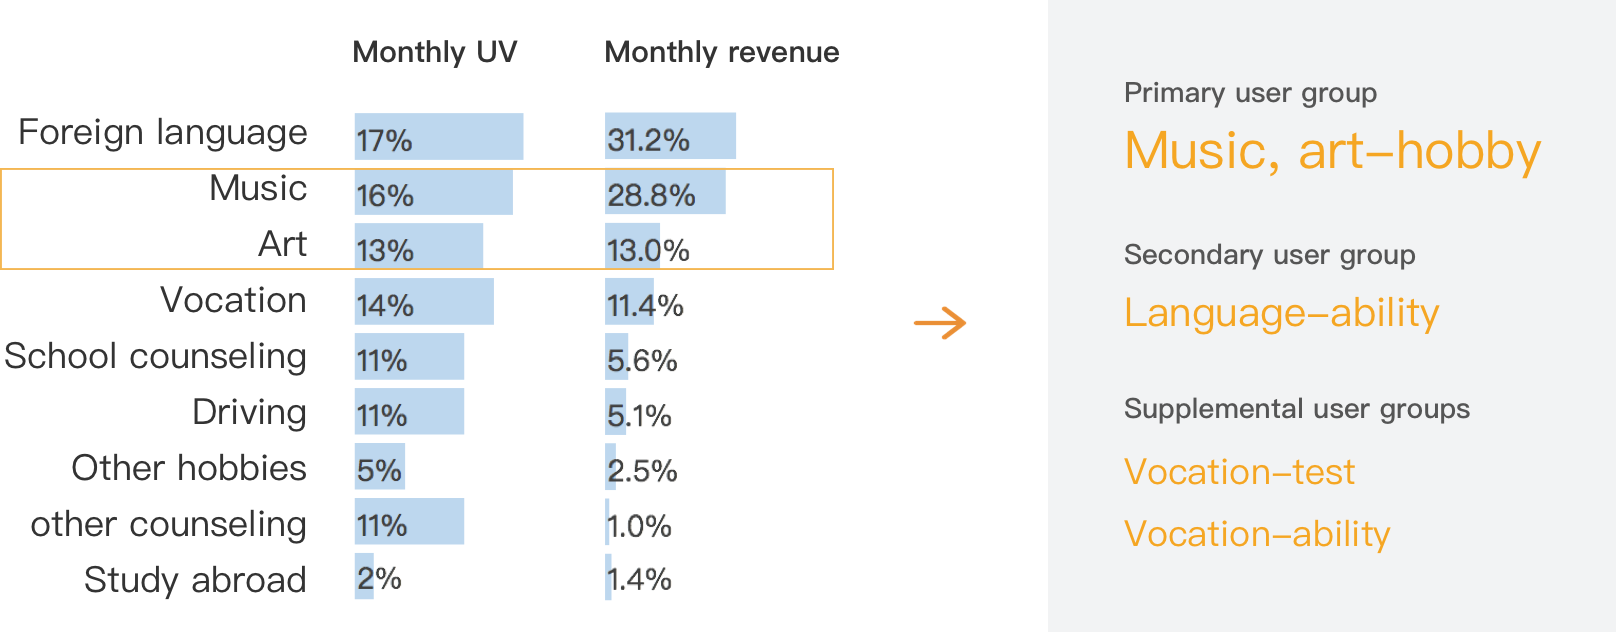 Monthly UV Monthly revenue
Foreign language 17% 31.2%
Music 16% 28.8%
Art 13% 13.0%
Vocation 14% 11.4%
School counseling 11% 5.6%
Driving 11% 5.1%
Other hobbies 5% 2.5%
other counseling 11% 1.0%
Study abroad 2% 1.4%
Primary user group
Music, art–hobby
Secondary user group
Language–ability
Supplemental user groups
Vocation–test
Vocation–ability